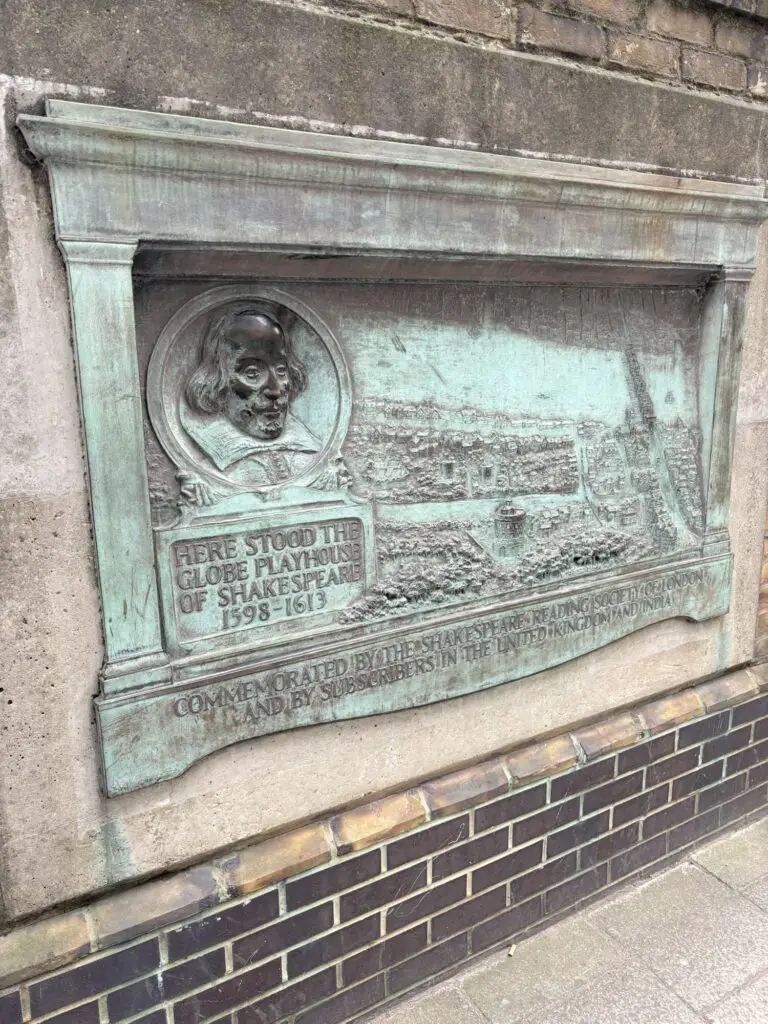 HERE STOOD THE
GLOBE PLAYHOUSE
OF SHAKESPEARE
1598-1613
COMMEMORATED BY THE SHAKESPEARE READING SOCIETY OF LONDON
AND BY SUBSCRIBERS IN THE UNITED KINGDOM AND INDIA